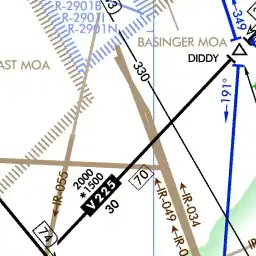 R-2901B
R-2901I
R-2901N
349
BASINGER MOA
AST MOA
DIDDY
330
191°
IR-055
2000
*1500
V225
30
70
IR-049
IR-034
74